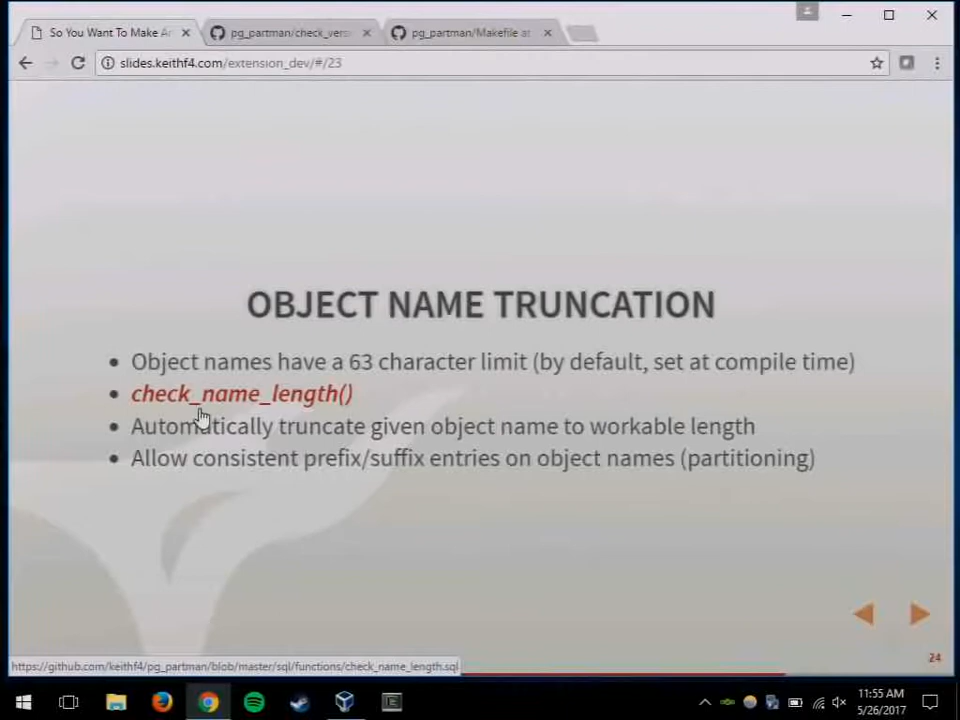 So You Want To Make Ar
pg_partman/check_vers
pg_partman/Makefile at
slides.keithf4.com/extension_dev/#/23
OBJECT NAME TRUNCATION
Object names have a 63 character limit (by default, set at compile time)
check_name_length()
Automatically truncate given object name to workable length
Allow consistent prefix/suffix entries on object names (partitioning)
24
https://github.com/keithf4/pg_partman/blob/master/sql/functions/check_name_length.sql
11:55 AM
5/26/2017